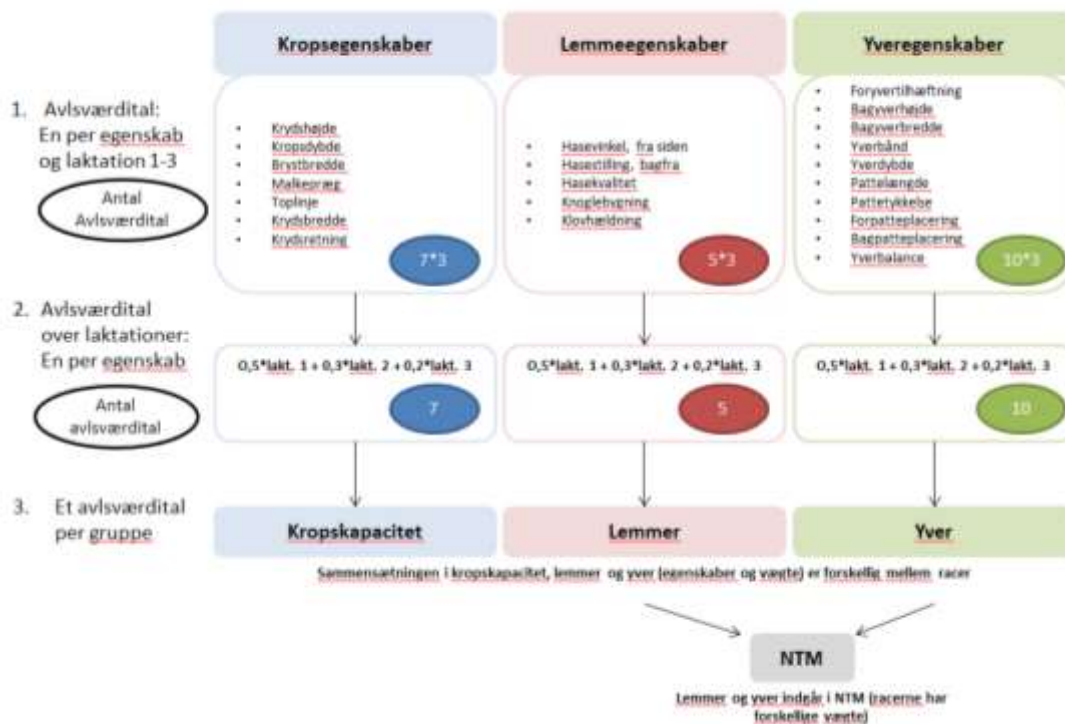 Kropsegenskaber
Lemmeegenskaber
Yveregenskaber
1. Avlsværdital:
En per egenskab
og laktation 1-3
Antal
Avlsværdital
• Krydshøjde
• Kropsdybde
• Brystbredde
• Malkepræg
• Toplinje
• Krydsbredde
• Krydsretning
7*3
• Hasevinkel, fra siden
• Hasestilling, bagfra
• Hasekvalitet
• Knoglebygning
• Klovhældning
5*3
• Foryvertilhæftning
• Bagyverhøjde
• Bagyverbredde
• Yverbånd
• Yverdybde
• Pattelængde
• Pattetykkelse
• Forpatteplacering
• Bagpatteplacering
• Yverbalance
10*3
2. Avlsværdital
over laktationer:
En per egenskab
Antal
avlsværdital
0,5*lakt. 1 + 0,3*lakt. 2 + 0,2*lakt. 3
7
0,5*lakt. 1 + 0,3*lakt. 2 + 0,2*lakt. 3
5
0,5*lakt. 1 + 0,3*lakt. 2 + 0,2*lakt. 3
10
3. Et avlsværdital
per gruppe
Kropskapacitet
Lemmer
Yver
Sammensætningen i kropskapacitet, lemmer og yver (egenskaber og vægte) er forskellig mellem racer
NTM
Lemmer og yver indgår i NTM (racerne har
forskellige vægte)